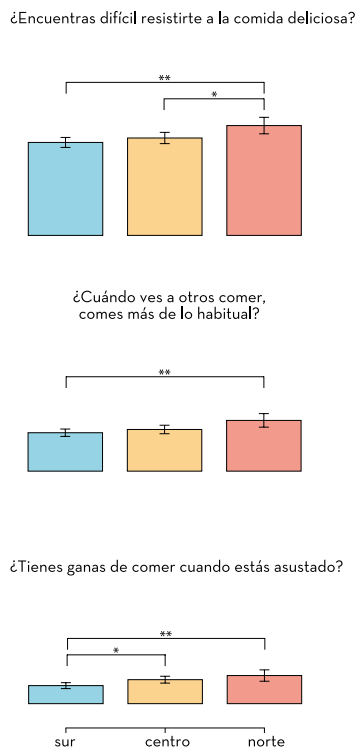 ¿Encuentras difícil resistirte a la comida deliciosa?
**
*
¿Cuándo ves a otros comer,
comes más de lo habitual?
**
¿Tienes ganas de comer cuando estás asustado?
**
*
sur centro norte